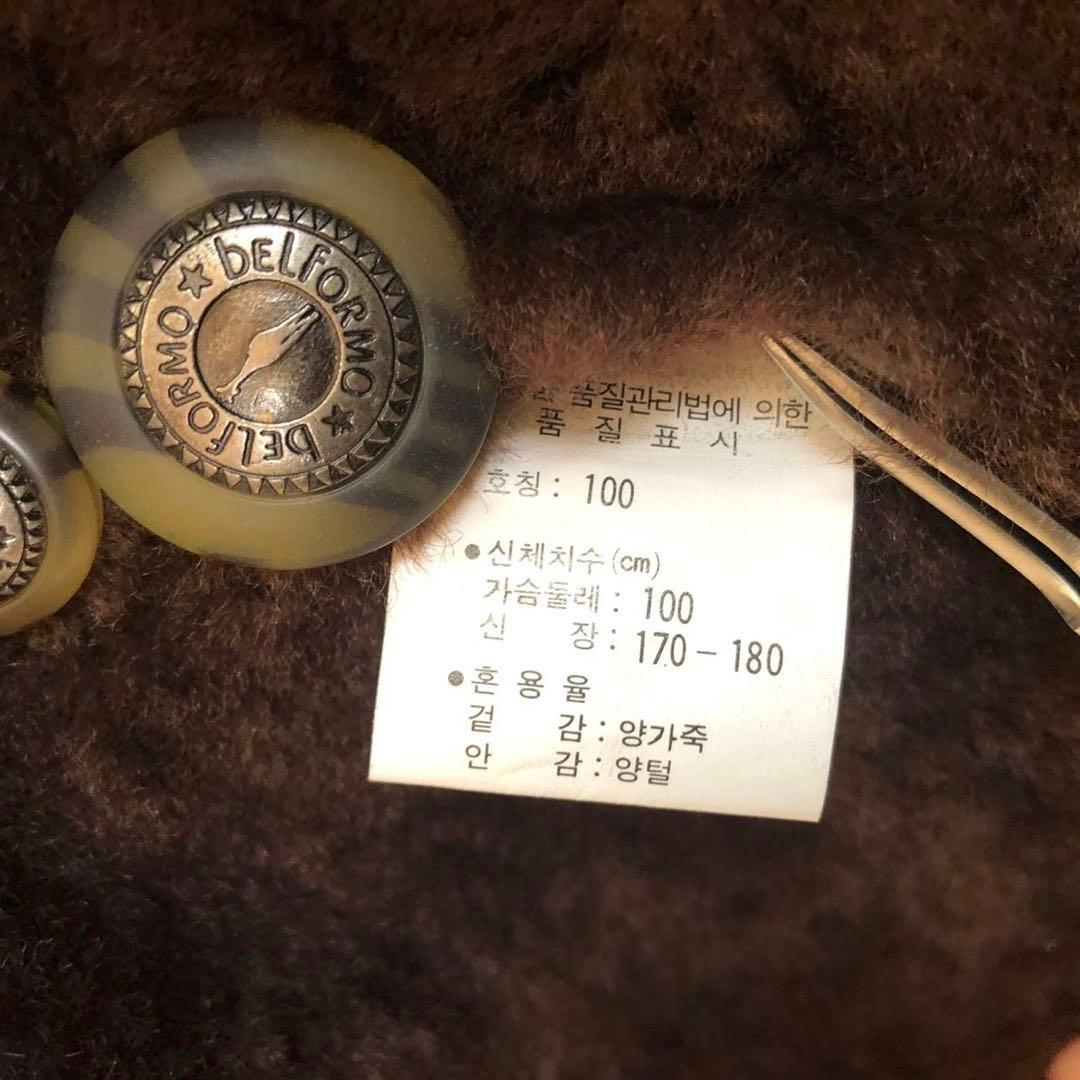 BELFORMO ★ BELFORMO ★ BELFORMO
품질관리법에 의한
품 질 표 시
호칭 : 100
●신체치수(㎝)
가슴둘레 : 100
신 장 : 170 - 180
●혼 용 율
겉 감 : 양가죽
안 감 : 양털